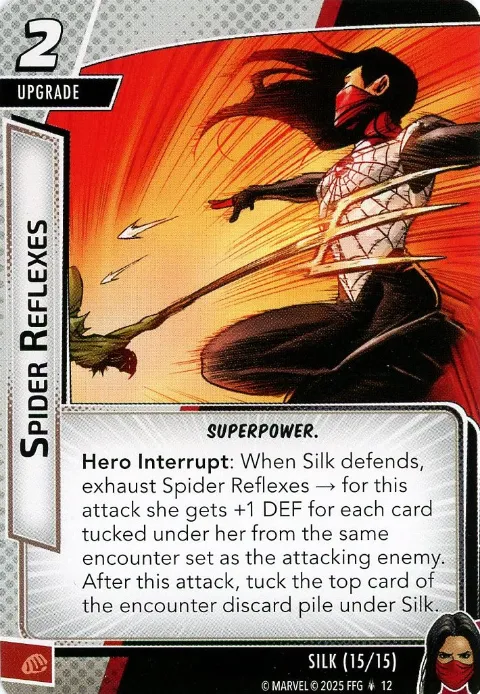 2
UPGRADE
SPIDER REFLEXES
SUPERPOWER.
Hero Interrupt: When Silk defends,
exhaust Spider Reflexes → for this
attack she gets +1 DEF for each card
tucked under her from the same
encounter set as the attacking enemy.
After this attack, tuck the top card of
the encounter discard pile under Silk.
SILK (15/15)
© MARVEL © 2025 FFG 12